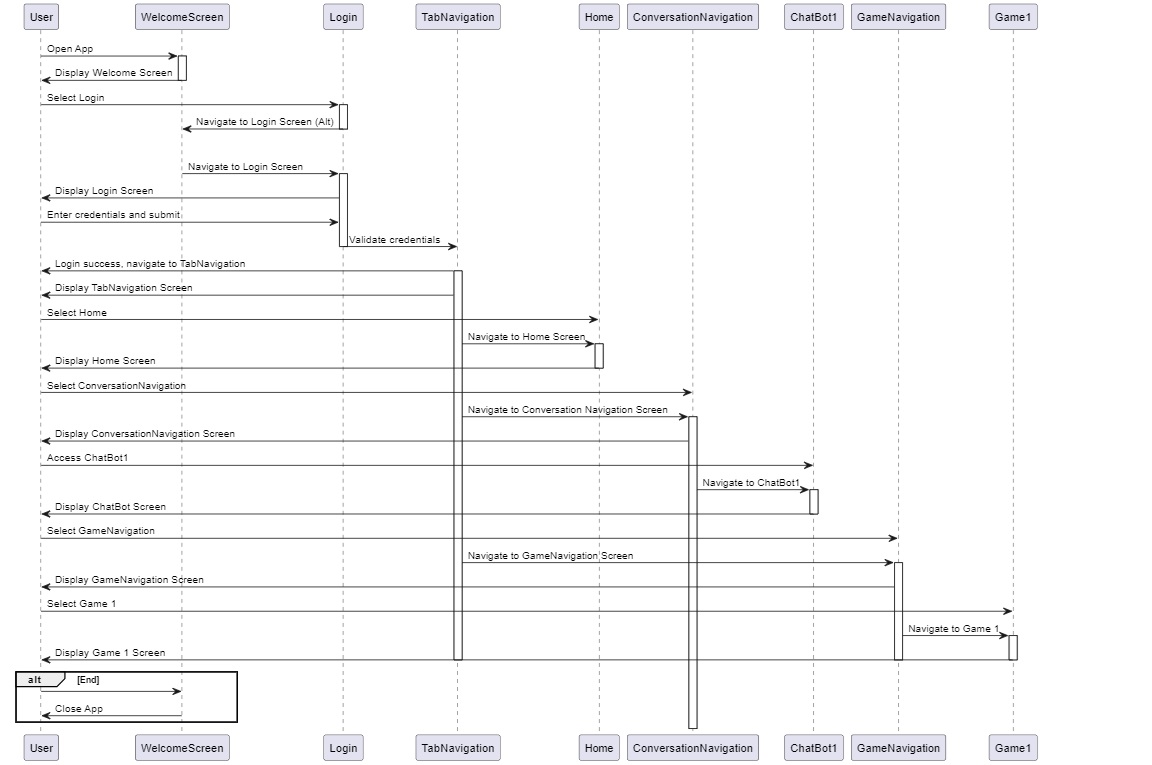 User WelcomeScreen Login TabNavigation Home ConversationNavigation ChatBot1 GameNavigation Game1
Open App
Display Welcome Screen
Select Login
Navigate to Login Screen (Alt)
Navigate to Login Screen
Display Login Screen
Enter credentials and submit
Validate credentials
Login success, navigate to TabNavigation
Display TabNavigation Screen
Select Home
Navigate to Home Screen
Display Home Screen
Select ConversationNavigation
Navigate to Conversation Navigation Screen
Display ConversationNavigation Screen
Access ChatBot1
Navigate to ChatBot1
Display ChatBot Screen
Select GameNavigation
Navigate to GameNavigation Screen
Display GameNavigation Screen
Select Game 1
Navigate to Game 1
Display Game 1 Screen
alt [End]
Close App
User WelcomeScreen Login TabNavigation Home ConversationNavigation ChatBot1 GameNavigation Game1